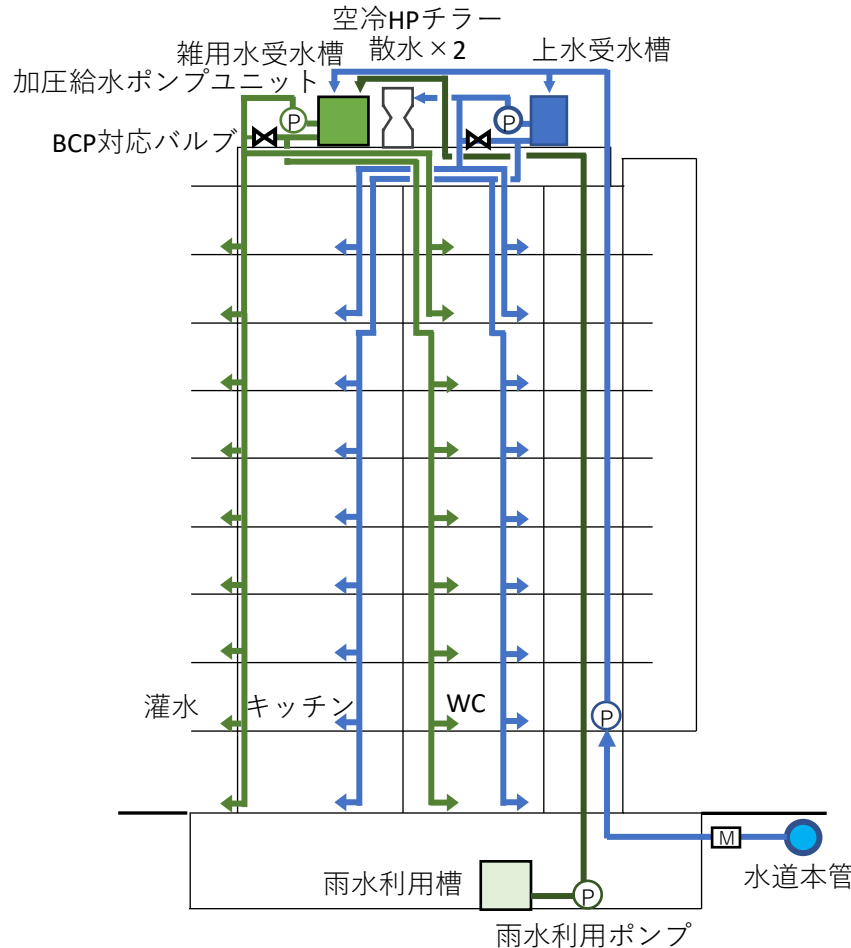 空冷HPチラー
雑用水受水槽
散水×2
上水受水槽
加圧給水ポンプユニット
P
P
BCP対応バルブ
灌水
キッチン
WC
P
M
水道本管
雨水利用槽
P
雨水利用ポンプ